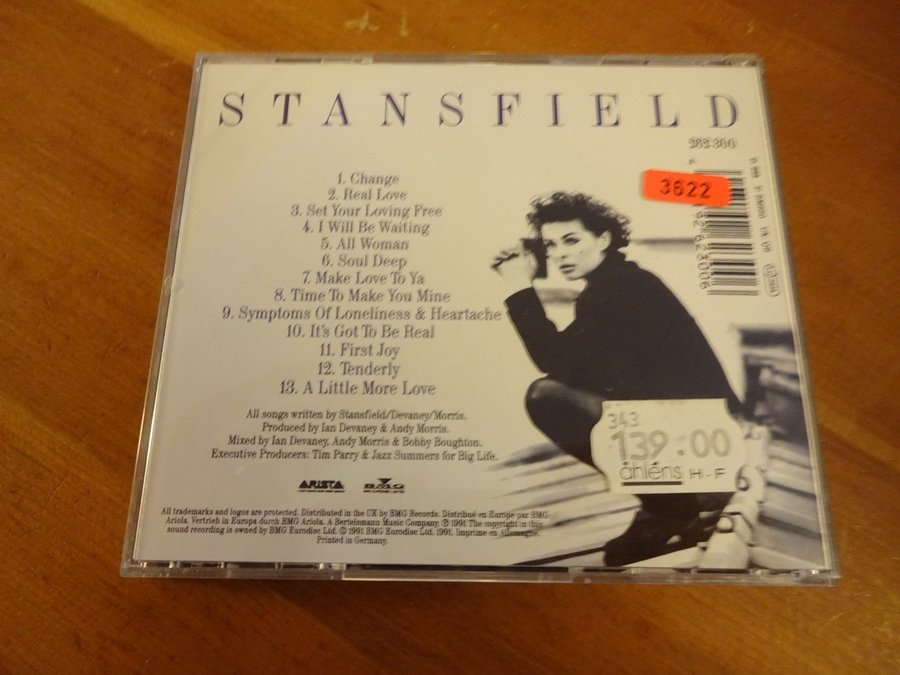 STANSFIELD
262 300
3622
1. Change
2. Real Love
3. Set Your Loving Free
4. I Will Be Waiting
5. All Woman
6. Soul Deep
7. Make Love To Ya
8. Time To Make You Mine
9. Symptoms Of Loneliness & Heartache
10. It's Got To Be Real
11. First Joy
12. Tenderly
13. A Little More Love
All songs written by Stansfield/Devaney/Morris.
Produced by Ian Devaney & Andy Morris.
Mixed by Ian Devaney, Andy Morris & Bobby Boughton.
Executive Producers: Tim Parry & Jazz Summers for Big Life.
343
139:00
åhléns H-F
ARISTA
BMG
All trademarks and logos are protected. Distributed in the UK by BMG Records. Distribué en Europe par BMG
Ariola. Vertrieb in Europa durch BMG Ariola. A Bertelsmann Music Company. ℗ 1991 The copyright in this
sound recording is owned by BMG Eurodisc Ltd. © 1991 BMG Eurodisc Ltd. 1991. Imprime en Allemagne.
Printed in Germany.